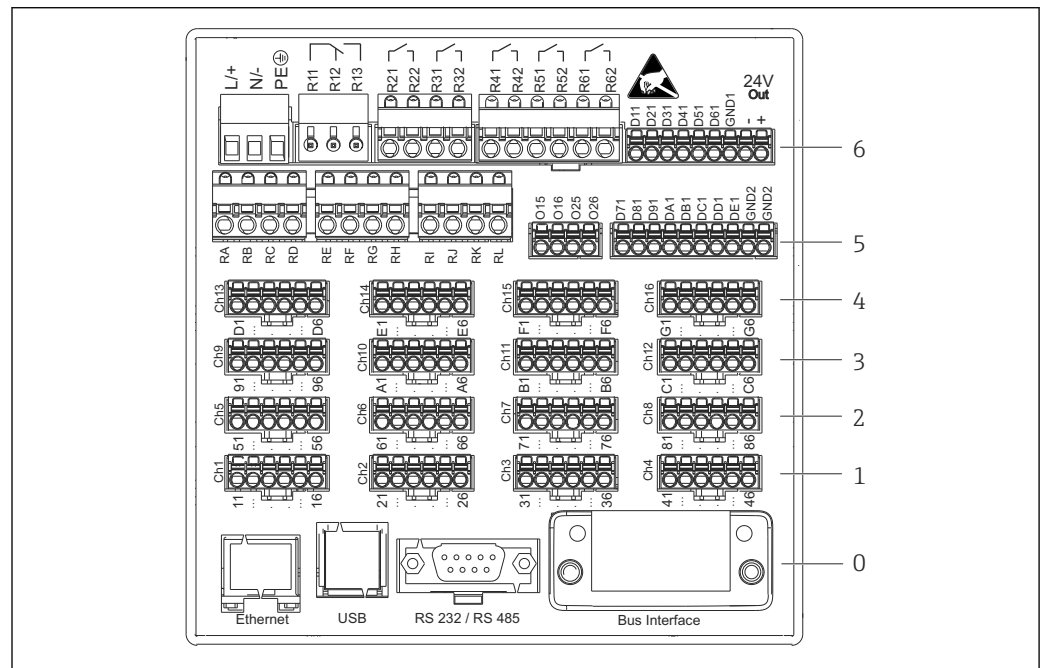 L/+ N/- PE R11 R12 R13 R21 R22 R31 R32 R41 R42 R51 R52 R61 R62
24V
Out
D11 D21 D31 D41 D51 D61 GND1 - +
6
O15 O16 O25 O26 D71 D81 D91 DA1 DB1 DC1 DD1 DE1 GND2 GND2
5
RA RB RC RD RE RF RG RH RI RJ RK RL
Ch13 Ch14 Ch15 Ch16 4
D1 ... ... D6 E1 ... ... E6 F1 ... ... F6 G1 ... ... G6
Ch9 Ch10 Ch11 Ch12 3
91 ... ... 96 A1 ... ... A6 B1 ... ... B6 C1 ... ... C6
Ch5 Ch6 Ch7 Ch8 2
51 ... ... 56 61 ... ... 66 71 ... ... 76 81 ... ... 86
Ch1 Ch2 Ch3 Ch4 1
11 ... ... 16 21 ... ... 26 31 ... ... 36 41 ... ... 46
0
Ethernet USB RS 232 / RS 485 Bus Interface